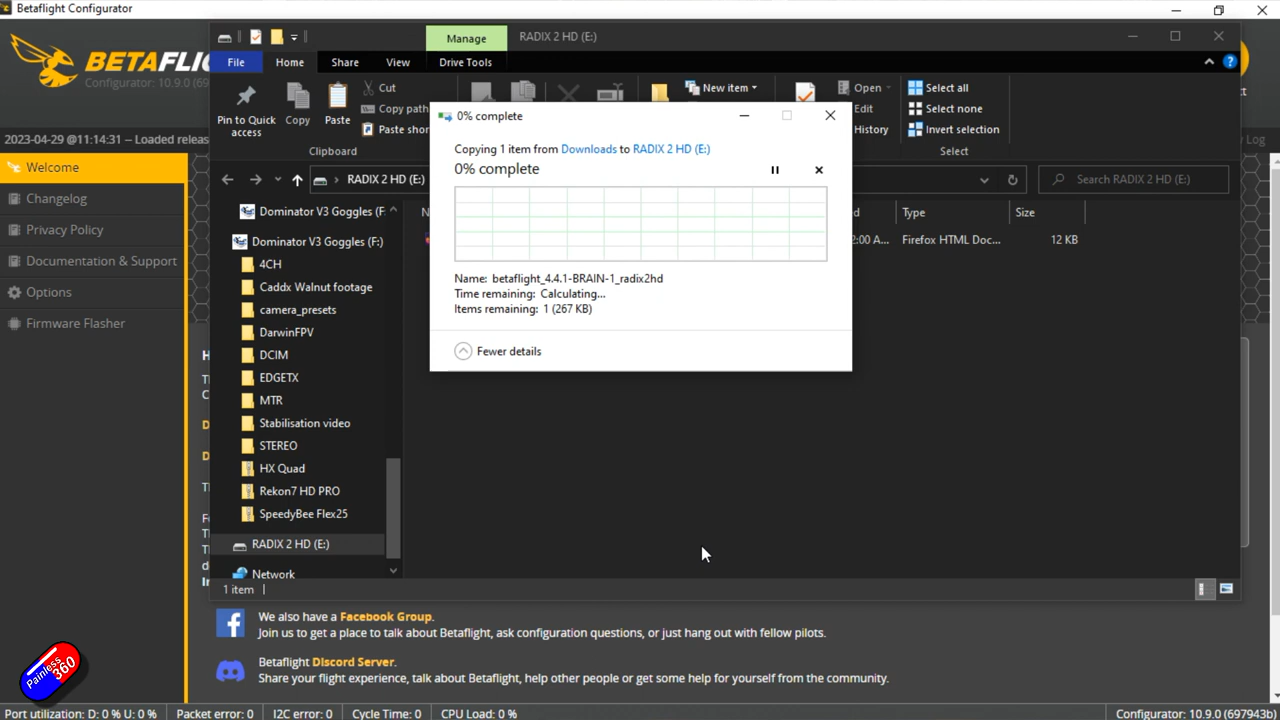 Betaflight Configurator
Manage
RADIX 2 HD (E:)
File
Home
Share
View
Drive Tools
BETAFLI
Configurator: 10.9.0 (69
Pin to Quick
access
Copy
Paste
Cut
Copy path
Paste shor
New item
Open
Edit
History
Select all
Select none
Invert selection
Clipboard
Select
2023-04-29 @11:14:31 -- Loaded releas
Log
Welcome
Changelog
Privacy Policy
Documentation & Support
Options
Firmware Flasher
RADIX 2 HD (E:)
Search RADIX 2 HD (E:)
Type
Size
2:00 A...
Firefox HTML Doc...
12 KB
0% complete
Copying 1 item from Downloads to RADIX 2 HD (E:)
0% complete
Name: betaflight_4.4.1-BRAIN-1_radix2hd
Time remaining: Calculating...
Items remaining: 1 (267 KB)
Fewer details
Dominator V3 Goggles (F:
Dominator V3 Goggles (F:)
4CH
Caddx Walnut footage
camera_presets
DarwinFPV
DCIM
EDGETX
MTR
Stabilisation video
STEREO
HX Quad
Rekon7 HD PRO
SpeedyBee Flex25
RADIX 2 HD (E:)
Network
1 item
We also have a Facebook Group.
Join us to get a place to talk about Betaflight, ask configuration questions, or just hang out with fellow pilots.
Betaflight Discord Server.
Share your flight experience, talk about Betaflight, help other people or get some help for yourself from the community.
Painless
360
Port utilization: D: 0 % U: 0 %
Packet error: 0
I2C error: 0
Cycle Time: 0
CPU Load: 0 %
Configurator: 10.9.0 (697943b)